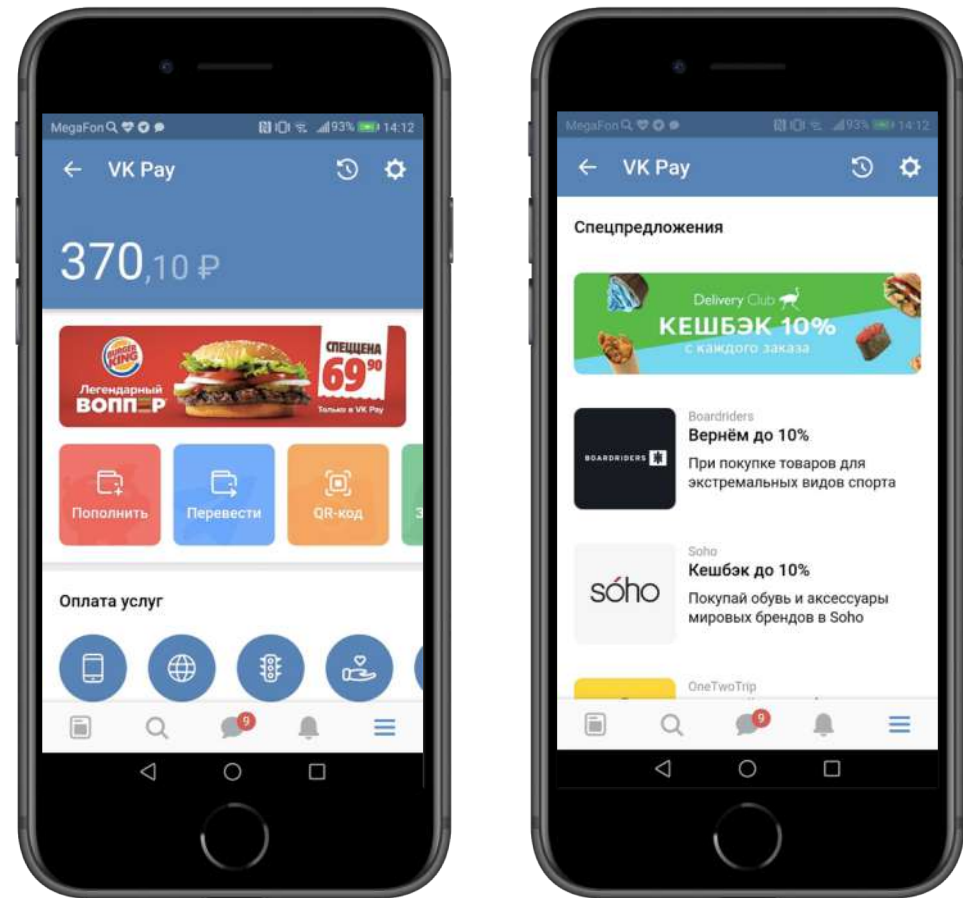 MegaFon 93% 14:12
VK Pay
370,10 ₽
BURGER
KING
Легендарный
ВОППЕР
СПЕЦЦЕНА
69⁹⁰
Только в VK Pay
Пополнить
Перевести
QR-код
З
Оплата услуг
9
MegaFon 93% 14:12
VK Pay
Спецпредложения
Delivery Club
КЕШБЭК 10%
с каждого заказа
BOARDRIDERS
Boardriders
Вернём до 10%
При покупке товаров для
экстремальных видов спорта
sóho
Soho
Кешбэк до 10%
Покупай обувь и аксессуары
мировых брендов в Soho
OneTwoTrip
9